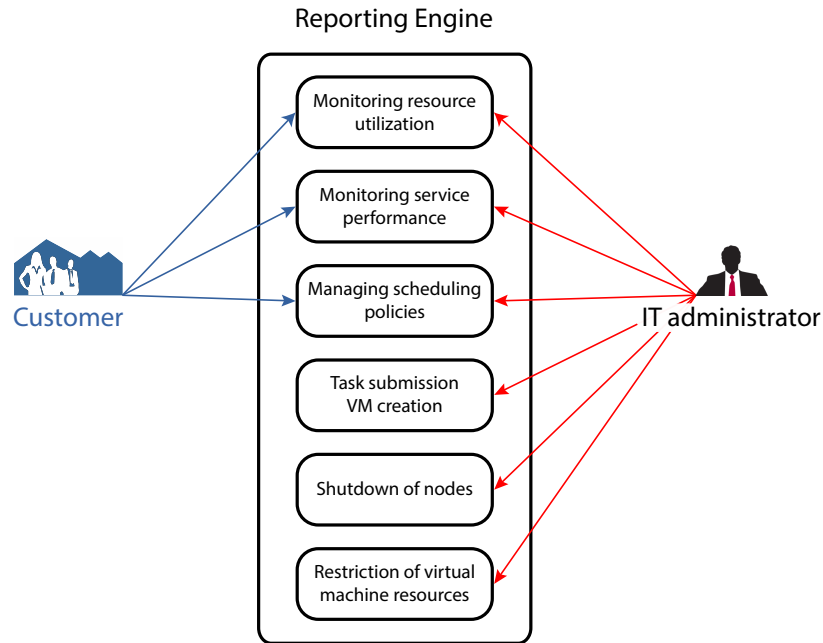 Reporting Engine
Monitoring resource
utilization
Monitoring service
performance
Customer
Managing scheduling
policies
IT administrator
Task submission
VM creation
Shutdown of nodes
Restriction of virtual
machine resources